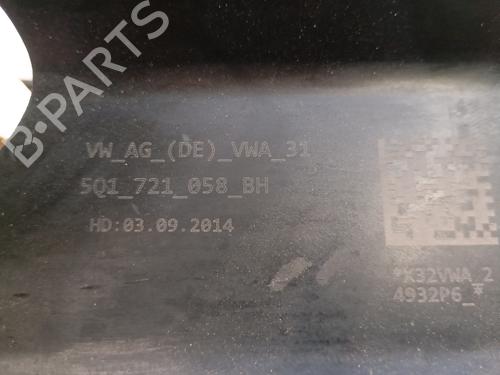 B-PARTS
VW_AG_(DE)_VWA_31
5Q1_721_058_BH
HD:03.09.2014
*K32VWA_2
4932P6_*